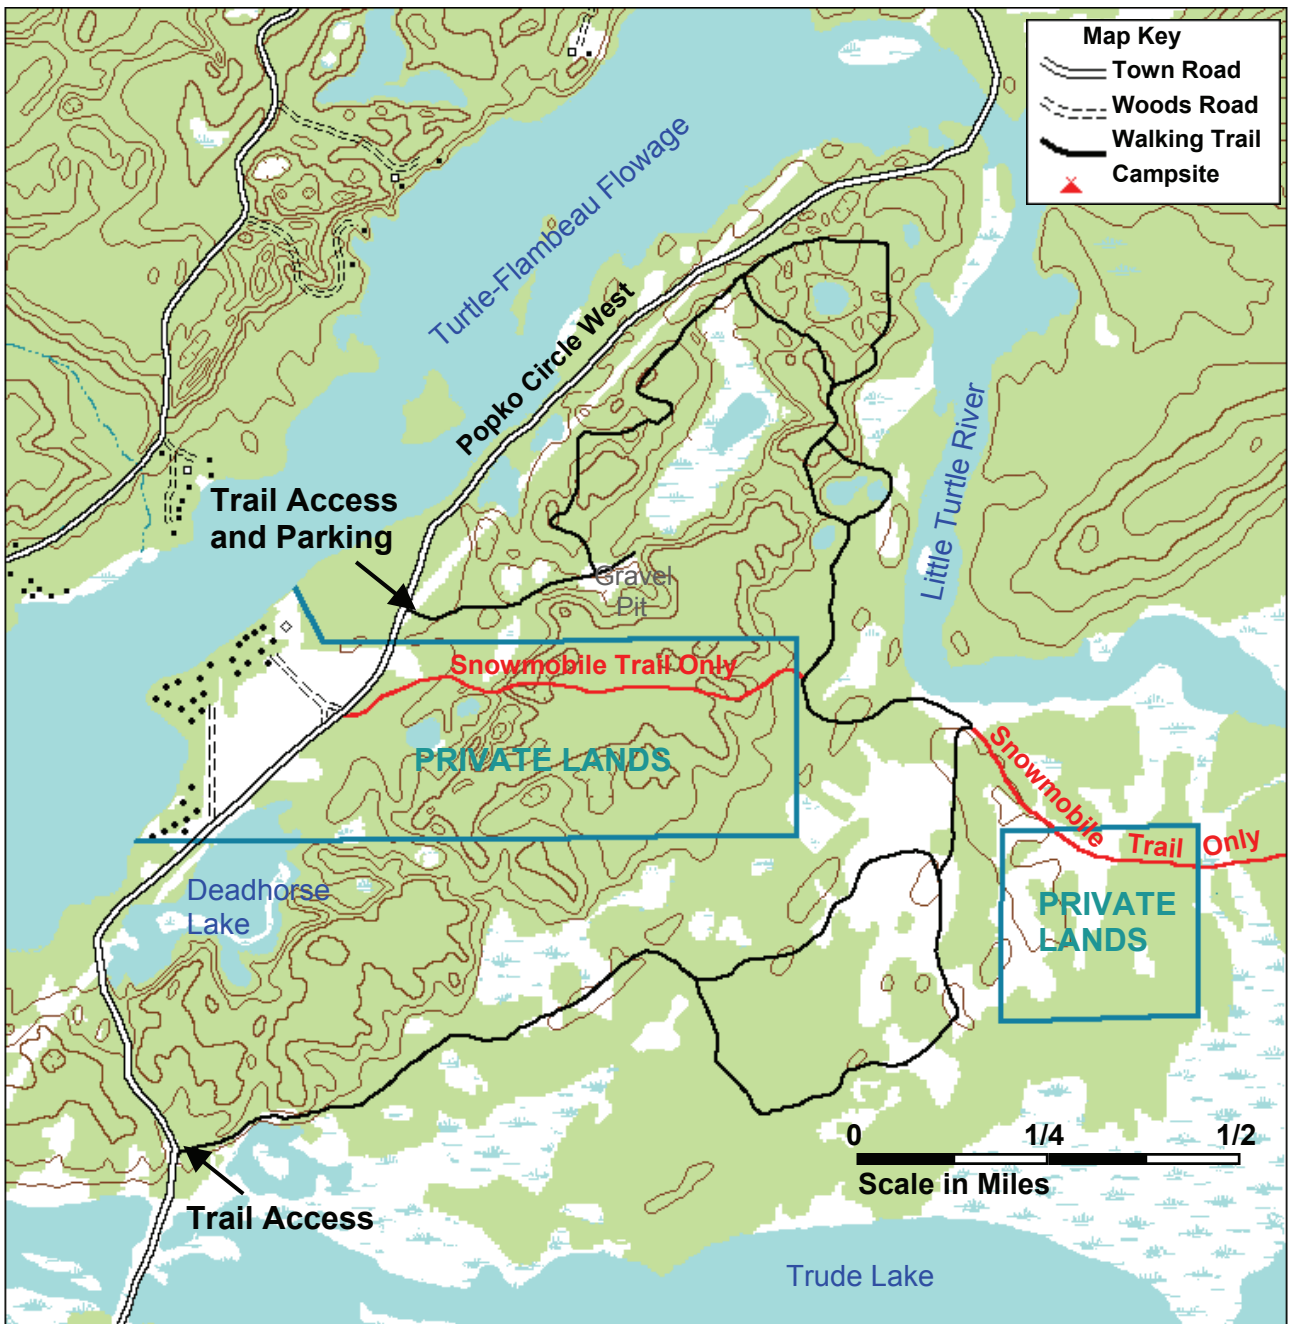 Map Key
Town Road
Woods Road
Walking Trail
Campsite
Turtle-Flambeau Flowage
Popko Circle West
Little Turtle River
Trail Access
and Parking
Gravel
Pit
Snowmobile Trail Only
PRIVATE LANDS
Snowmobile Trail Only
Deadhorse
Lake
PRIVATE
LANDS
0 1/4 1/2
Scale in Miles
Trail Access
Trude Lake